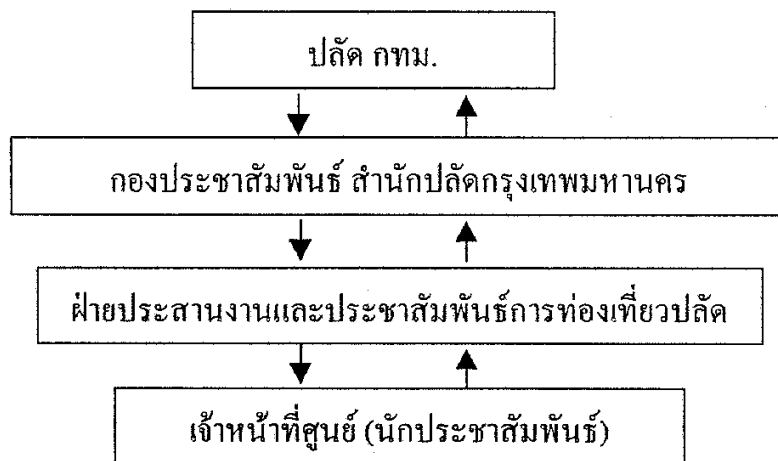 ปลัด กทม.
กองประชาสัมพันธ์ สำนักปลัดกรุงเทพมหานคร
ฝ่ายประสานงานและประชาสัมพันธ์การท่องเที่ยวปลัด
เจ้าหน้าที่ศูนย์ (นักประชาสัมพันธ์)